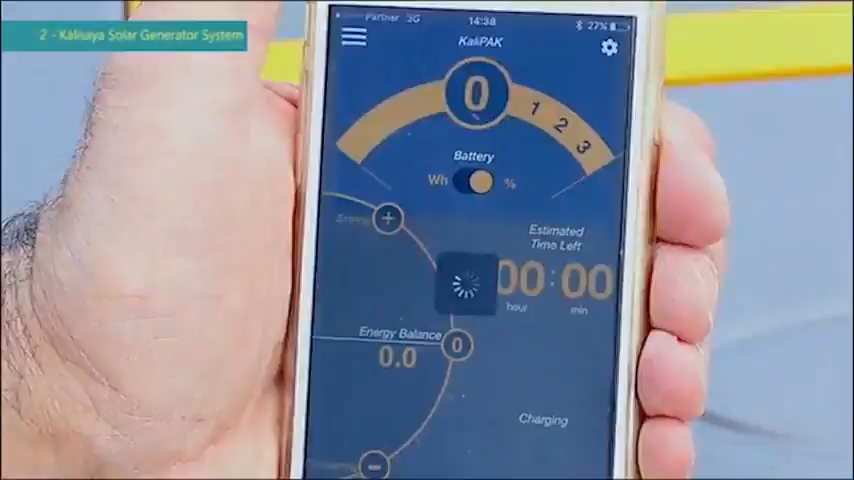 2 - Kalisaya Solar Generator System
Partner 3G 14:38 27%
KaliPAK
0
%
1 2 3
Battery
Wh %
+
Estimated
Time Left
00:00
hour min
Energy Balance
0.0 0
Charging
-